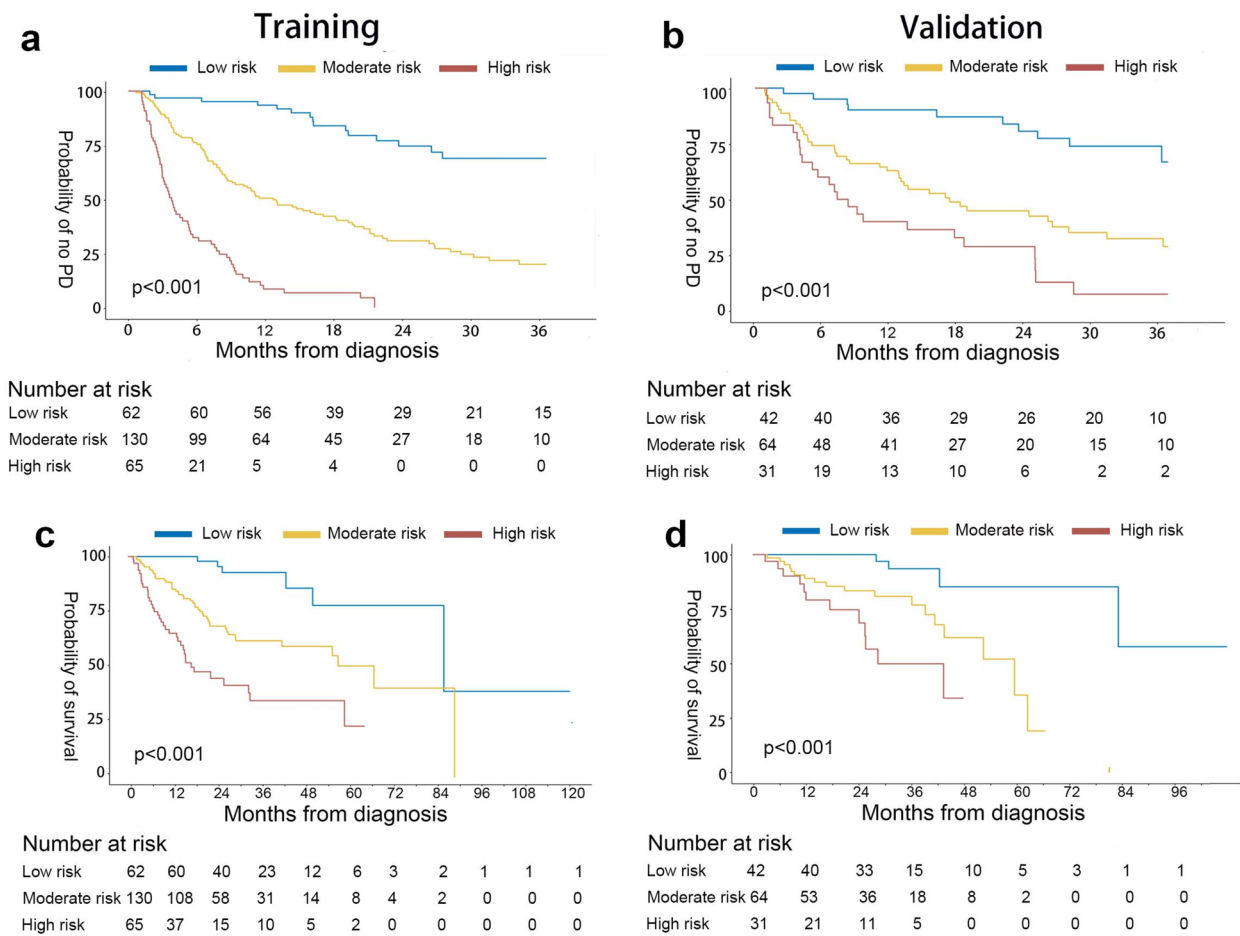 a
Training
Low risk Moderate risk High risk
100
75
50
25
0
Probability of no PD
p<0.001
0 6 12 18 24 30 36
Months from diagnosis
Number at risk
Low risk 62 60 56 39 29 21 15
Moderate risk 130 99 64 45 27 18 10
High risk 65 21 5 4 0 0 0
b
Validation
Low risk Moderate risk High risk
100
75
50
25
0
Probability of no PD
p<0.001
0 6 12 18 24 30 36
Months from diagnosis
Number at risk
Low risk 42 40 36 29 26 20 10
Moderate risk 64 48 41 27 20 15 10
High risk 31 19 13 10 6 2 2
c
Low risk Moderate risk High risk
100
75
50
25
0
Probability of survival
p<0.001
0 12 24 36 48 60 72 84 96 108 120
Months from diagnosis
Number at risk
Low risk 62 60 40 23 12 6 3 2 1 1 1
Moderate risk 130 108 58 31 14 8 4 2 0 0 0
High risk 65 37 15 10 5 2 0 0 0 0 0
d
Low risk Moderate risk High risk
100
75
50
25
0
Probability of survival
p<0.001
0 12 24 36 48 60 72 84 96
Months from diagnosis
Number at risk
Low risk 42 40 33 15 10 5 3 1 1
Moderate risk 64 53 36 18 8 2 0 0 0
High risk 31 21 11 5 0 0 0 0 0